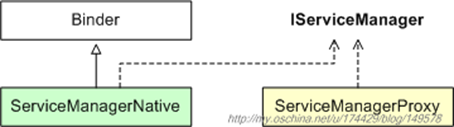 Binder
IServiceManager
ServiceManagerNative
ServiceManagerProxy
http://my.oschina.net/u/174429/blog/149578